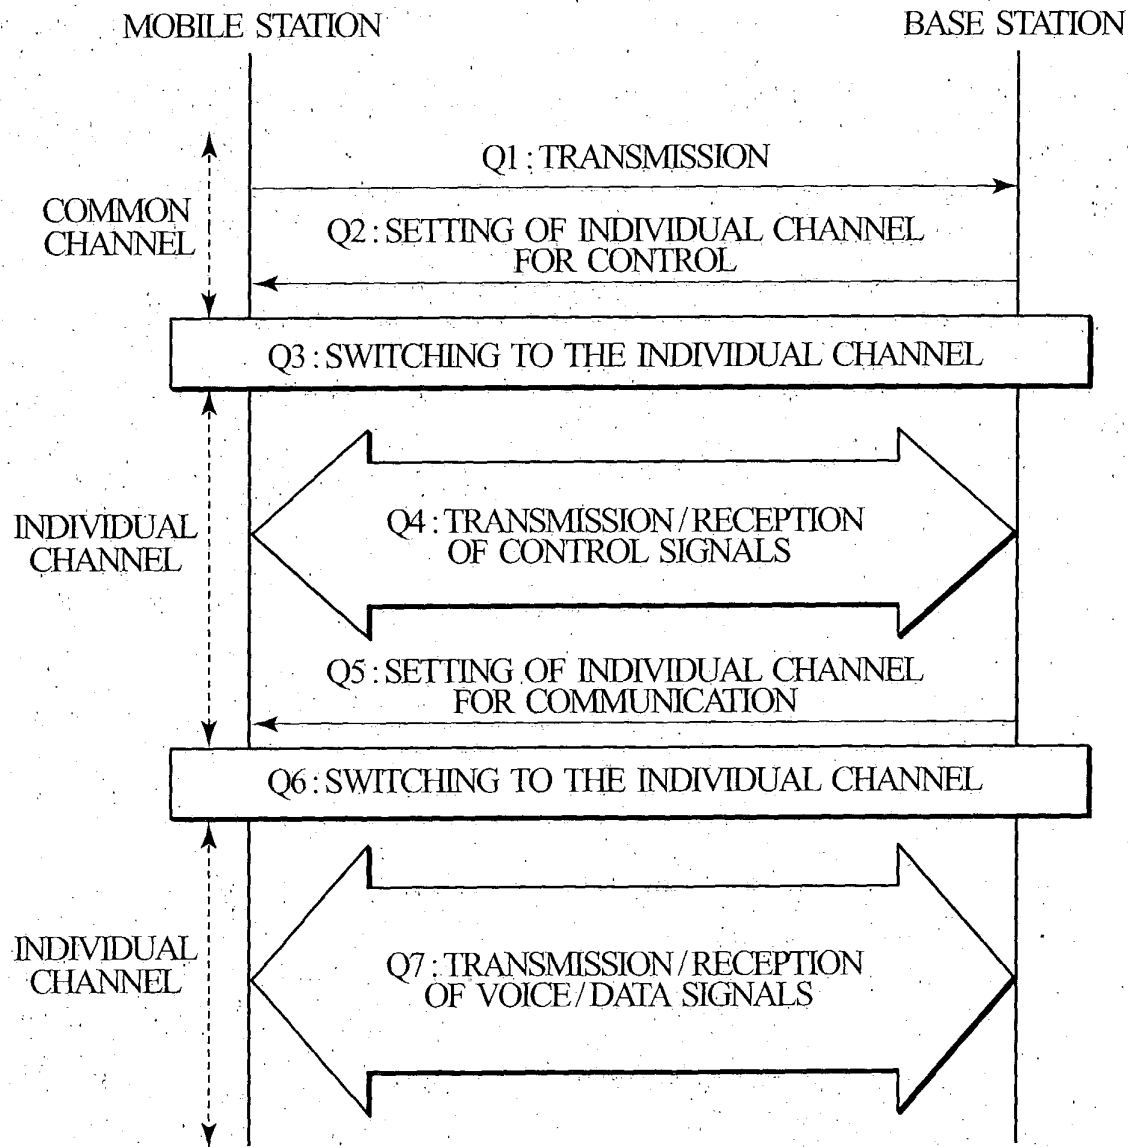 MOBILE STATION
BASE STATION
Q1 : TRANSMISSION
COMMON
CHANNEL
Q2 : SETTING OF INDIVIDUAL CHANNEL
FOR CONTROL
Q3 : SWITCHING TO THE INDIVIDUAL CHANNEL
INDIVIDUAL
CHANNEL
Q4 : TRANSMISSION / RECEPTION
OF CONTROL SIGNALS
Q5 : SETTING OF INDIVIDUAL CHANNEL
FOR COMMUNICATION
Q6 : SWITCHING TO THE INDIVIDUAL CHANNEL
INDIVIDUAL
CHANNEL
Q7 : TRANSMISSION / RECEPTION
OF VOICE / DATA SIGNALS